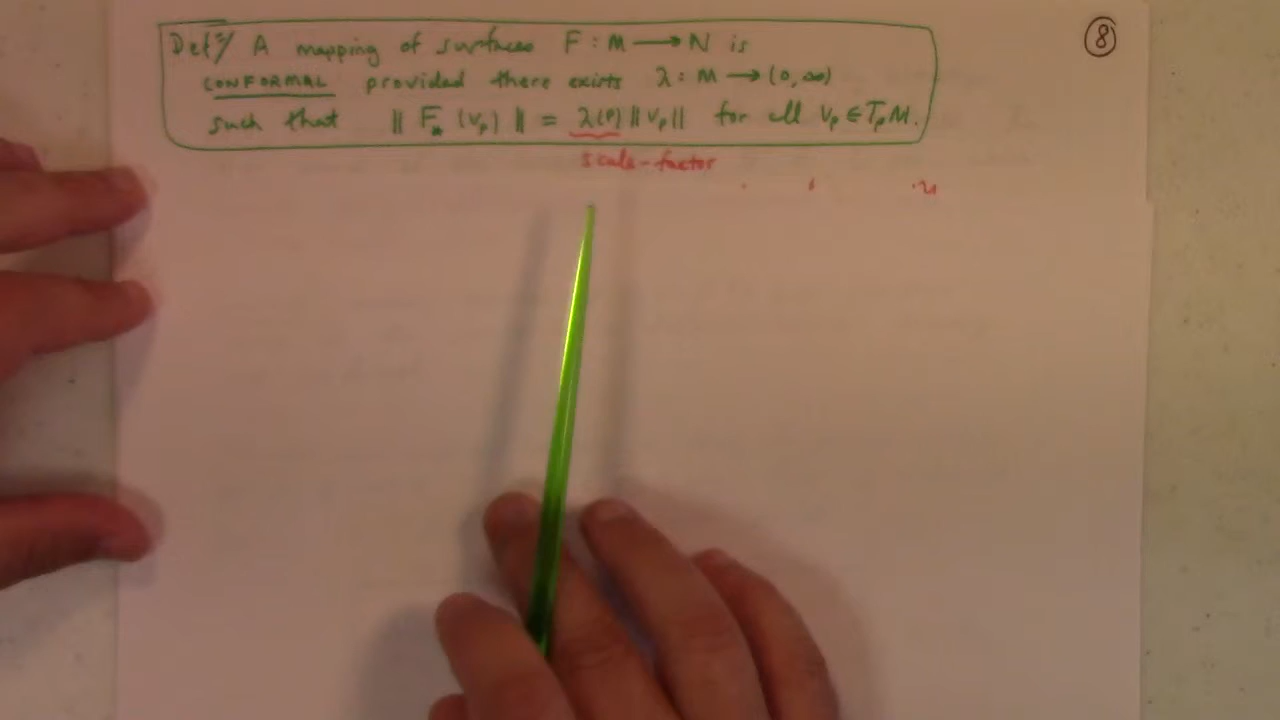 ⑧
Defn/ A mapping of surfaces F : M → N is
CONFORMAL provided there exists λ : M → (0, ∞)
such that || F* (vp) || = λ(p) || vp || for all vp ∈ TpM.
scale-factor